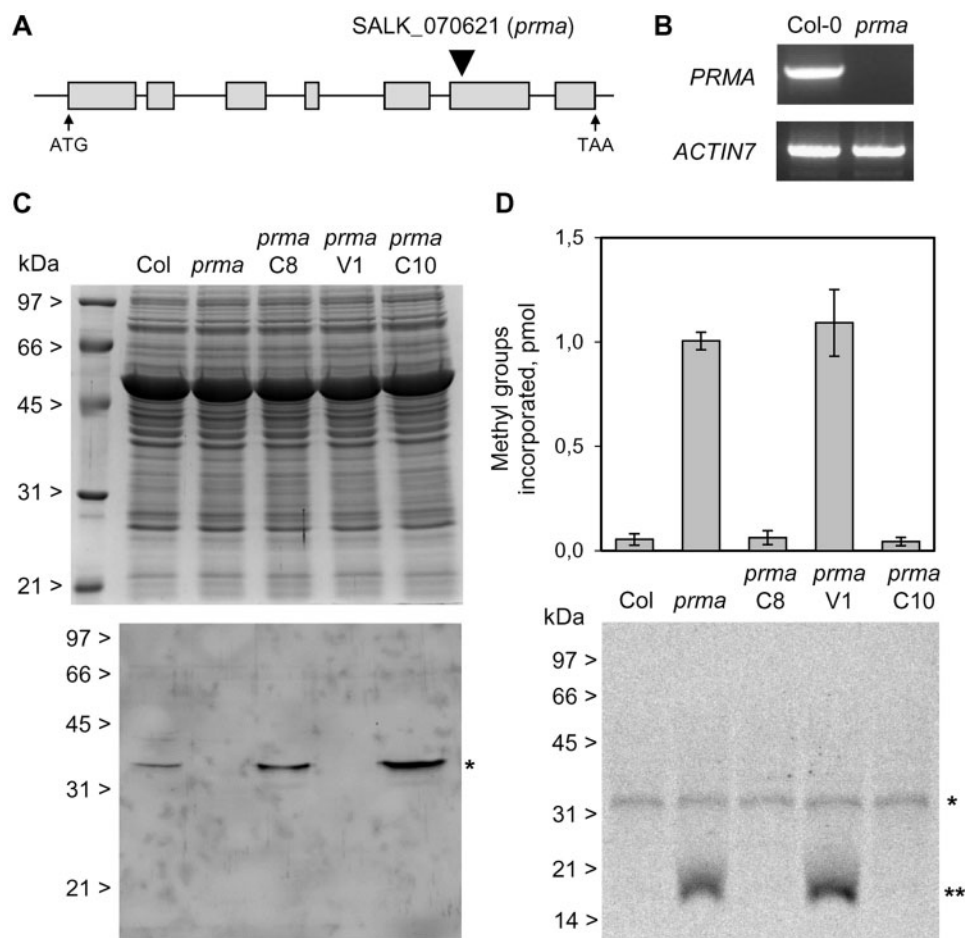 A
SALK_070621 (prma)
ATG
TAA
B
Col-0 prma
PRMA
ACTIN7
C
kDa
Col prma prma C8 prma V1 prma C10
97 >
66 >
45 >
31 >
21 >
97 >
66 >
45 >
31 >
*
21 >
D
Methyl groups
incorporated, pmol
1,5
1,0
0,5
0,0
Col prma prma C8 prma V1 prma C10
kDa
97 >
66 >
45 >
31 >
*
21 >
**
14 >